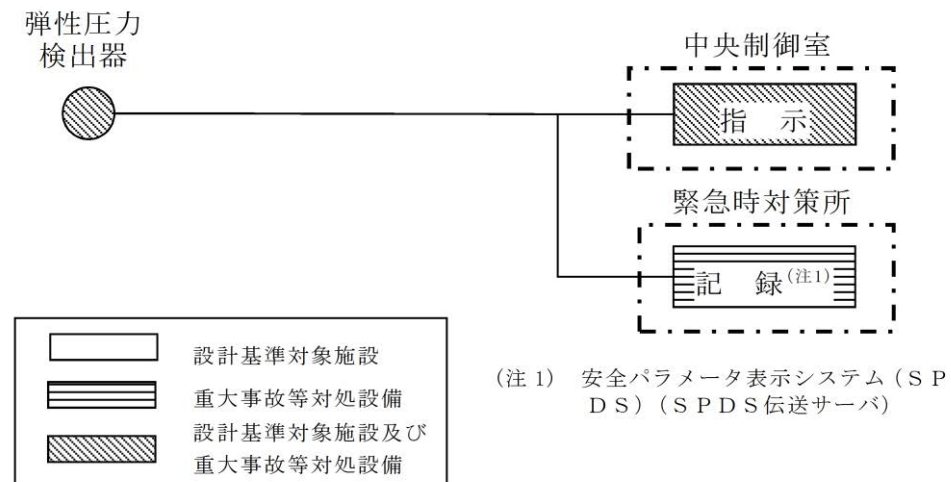 弾性圧力
検出器
中央制御室
指　示
緊急時対策所
記　録(注1)
設計基準対象施設
重大事故等対処設備
設計基準対象施設及び
重大事故等対処設備
(注1)　安全パラメータ表示システム（ＳＰ
ＤＳ）（ＳＰＤＳ伝送サーバ）